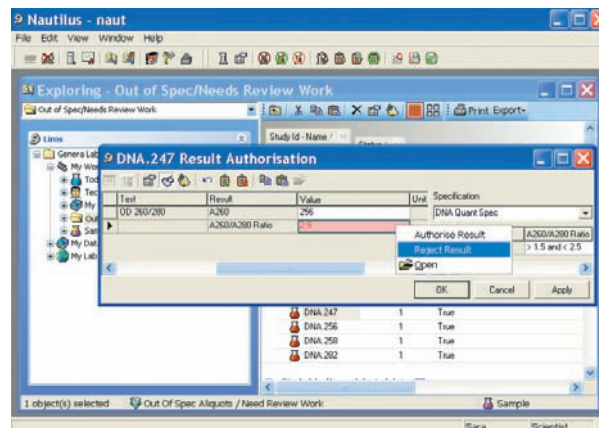 Nautilus - naut
File Edit View Window Help
Exploring - Out of Spec/Needs Review Work
Out of Spec/Needs Review Work
Print Export
Lims
Study Id - Name /
DNA.247 Result Authorisation
Test Result Value Unit Specification
OD 260/280 A260 256 DNA Quant Spec
A260/A280 Ratio 2.9
A260/A280 Ratio
> 1.5 and < 2.5
Authorise Result
Reject Result
Open
OK Cancel Apply
DNA.247 1 True
DNA.256 1 True
DNA.258 1 True
DNA.282 1 True
1 object(s) selected Out Of Spec Aliquots / Need Review Work Sample
Sara Scientist